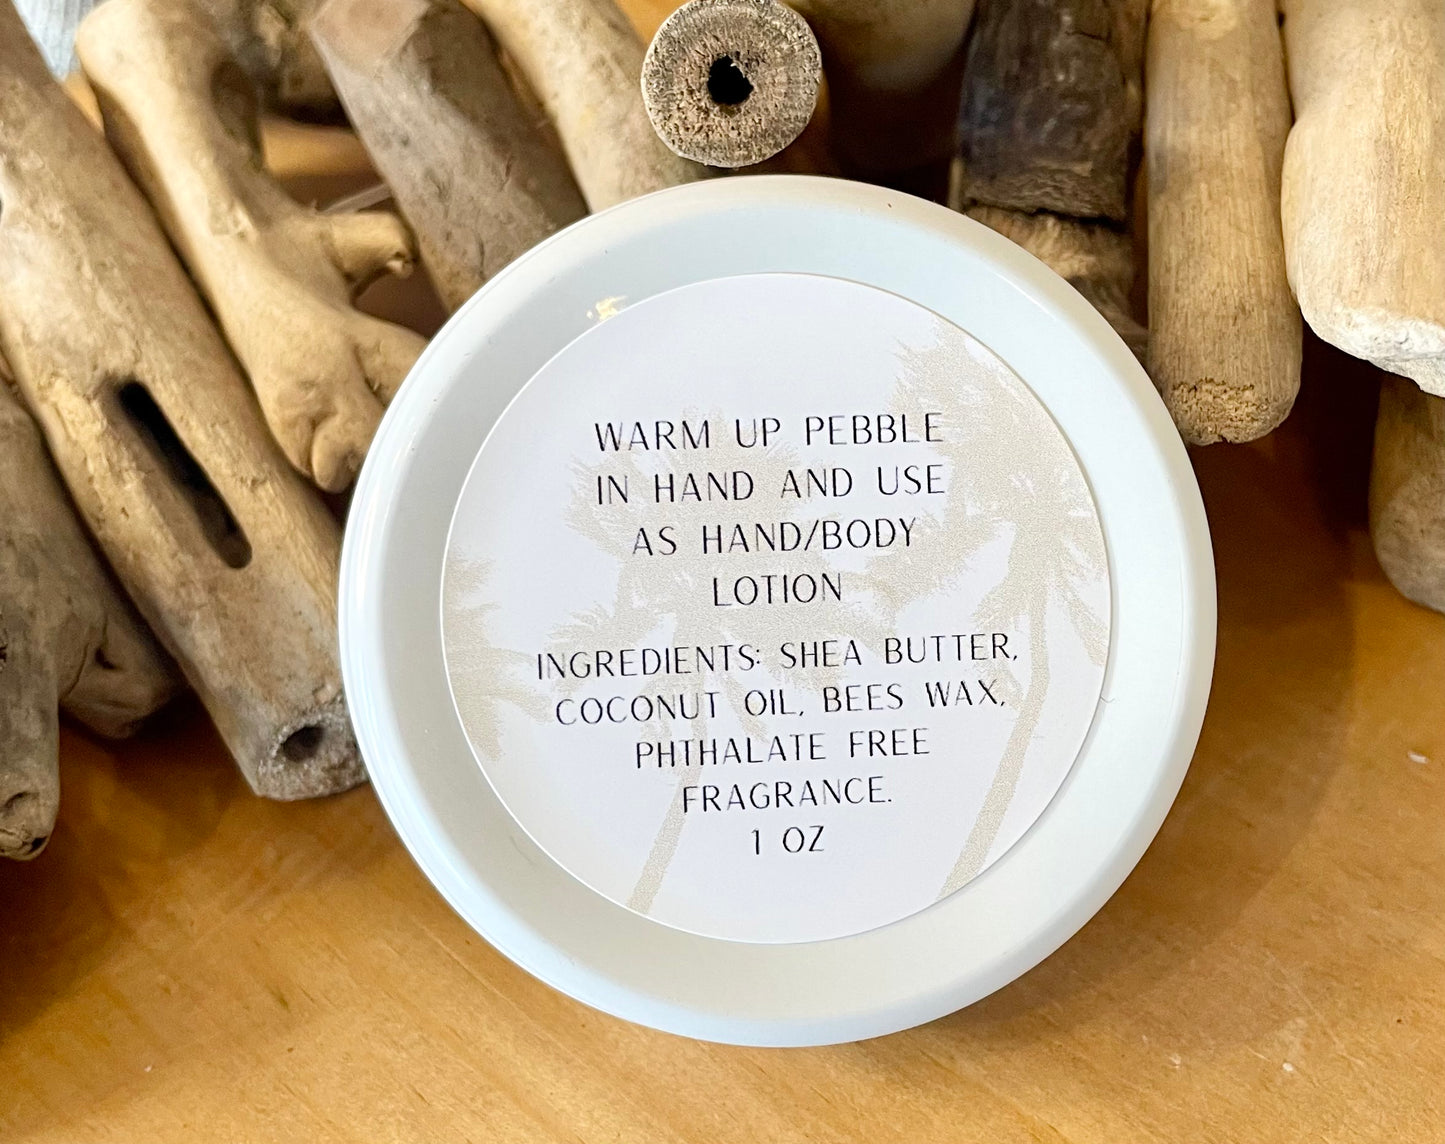 WARM UP PEBBLE
IN HAND AND USE
AS HAND/BODY
LOTION
INGREDIENTS: SHEA BUTTER,
COCONUT OIL, BEES WAX,
PHTHALATE FREE
FRAGRANCE.
1 OZ